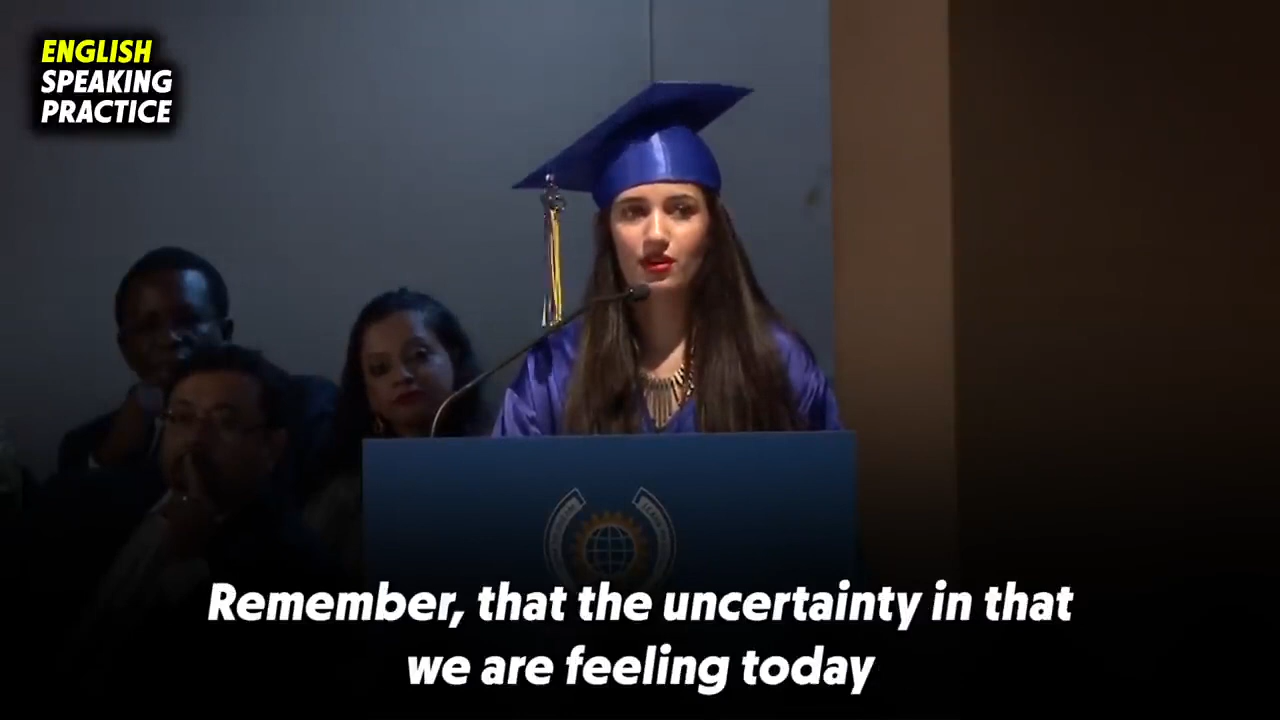 ENGLISH
SPEAKING
PRACTICE
Remember, that the uncertainty in that
we are feeling today